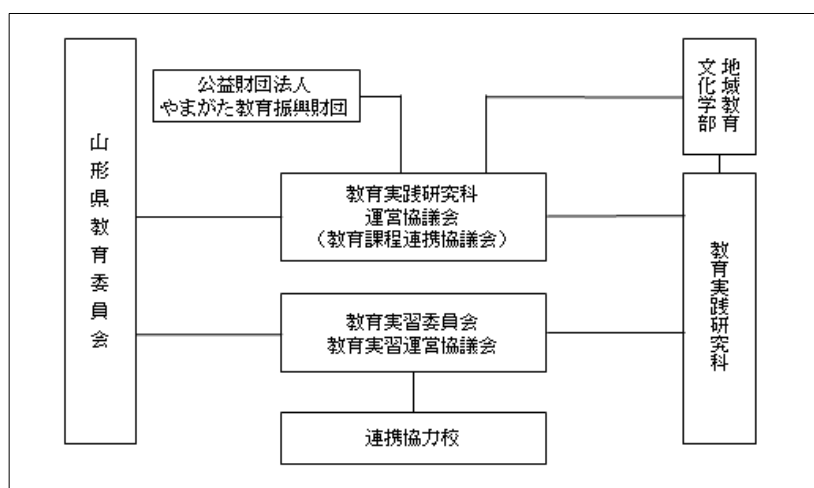 公益財団法人
やまがた教育振興財団
地域教育
文化学部
山形県教育委員会
教育実践研究科
運営協議会
（教育課程連携協議会）
教育実践研究科
教育実習委員会
教育実習運営協議会
連携協力校